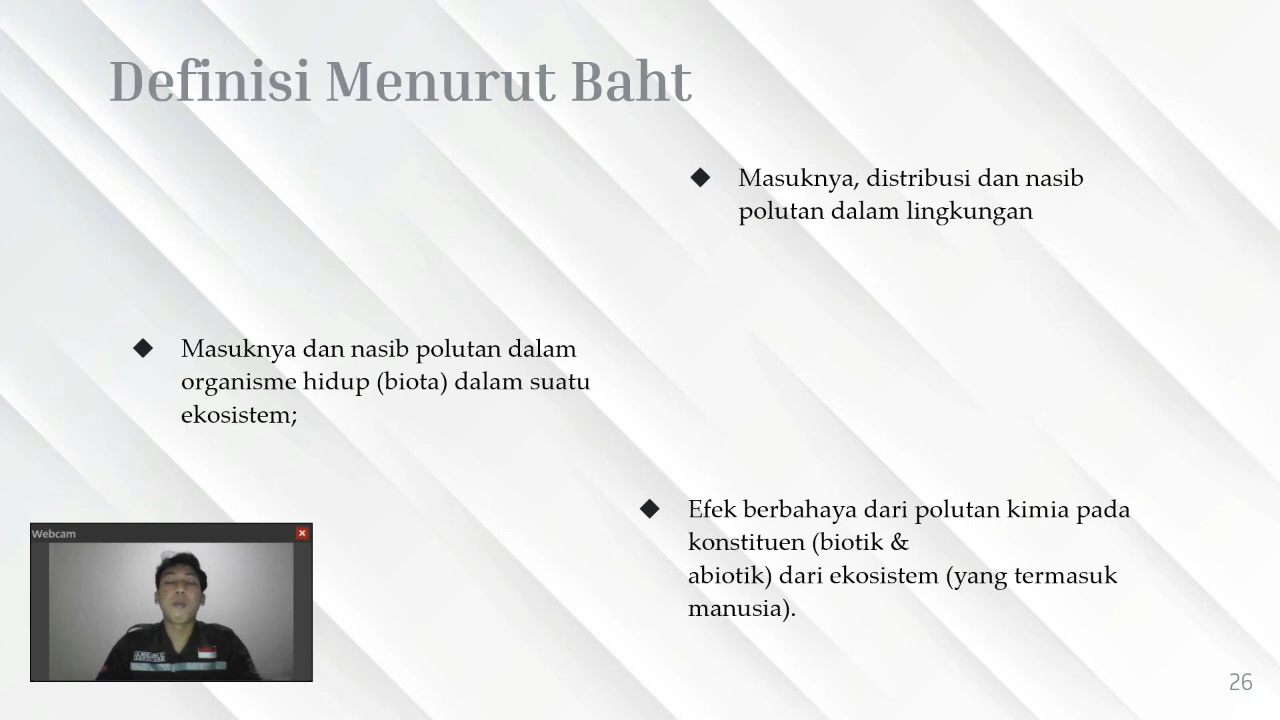 Definisi Menurut Baht
Masuknya, distribusi dan nasib
polutan dalam lingkungan
Masuknya dan nasib polutan dalam
organisme hidup (biota) dalam suatu
ekosistem;
Efek berbahaya dari polutan kimia pada
konstituen (biotik &
abiotik) dari ekosistem (yang termasuk
manusia).
Webcam
26